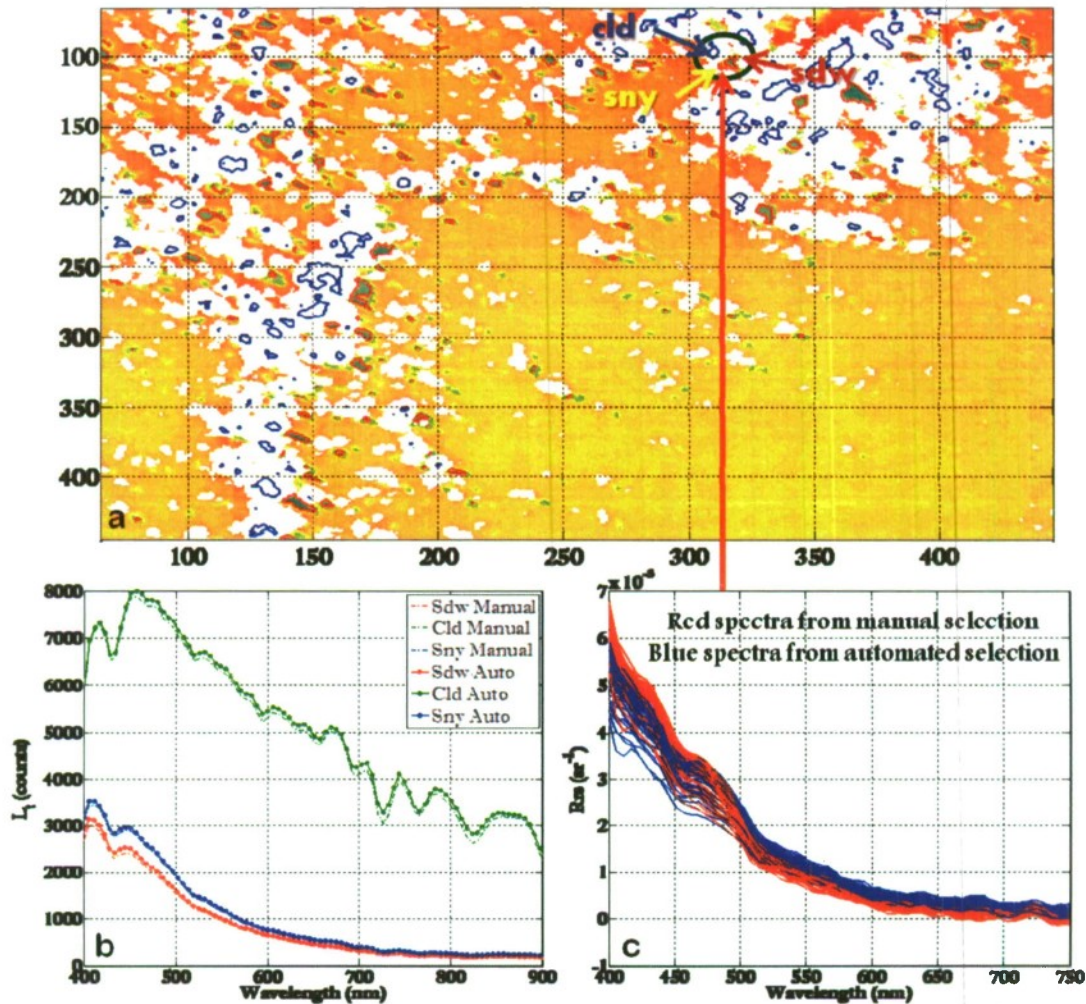 cld
sdw
sny
100
150
200
250
300
350
400
a
100 150 200 250 300 350 400
8000
7000
6000
5000
4000
3000
2000
1000
0
Lt (counts)
Sdw Manual
Cld Manual
Sny Manual
Sdw Auto
Cld Auto
Sny Auto
b
400 500 600 700 800 900
Wavelength (nm)
7 x 10⁻³
6
5
4
3
2
1
0
-1
Rrs (sr⁻¹)
Red spectra from manual selection
Blue spectra from automated selection
c
400 450 500 550 600 650 700 750
Wavelength (nm)